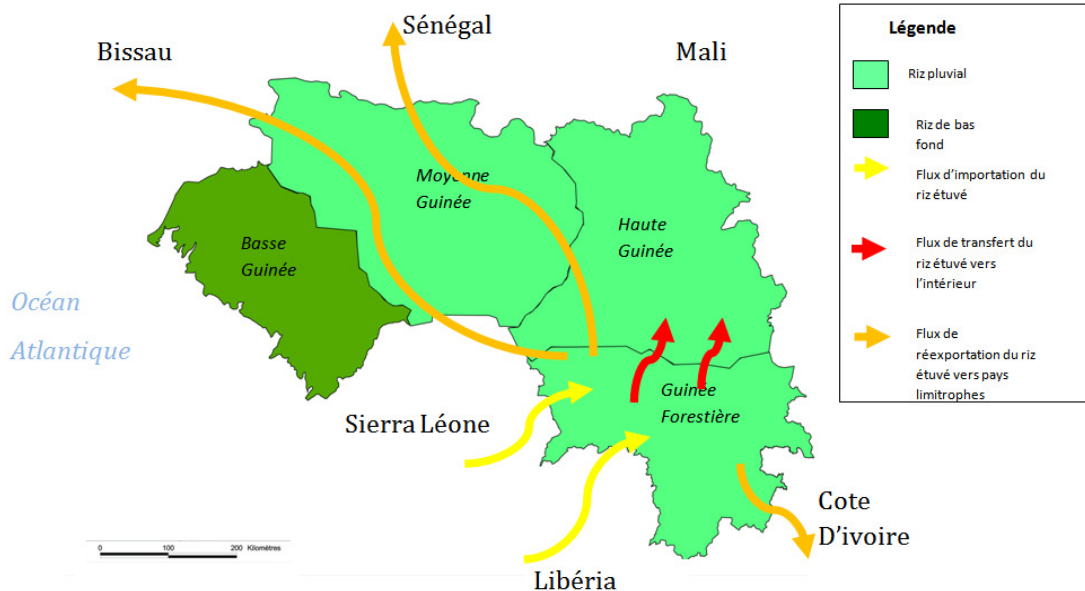 Bissau
Sénégal
Mali
Moyenne
Guinée
Haute
Guinée
Basse
Guinée
Océan
Atlantique
Guinée
Forestière
Sierra Léone
Libéria
Cote
D'ivoire
0 100 200 Kilomètres
Légende
Riz pluvial
Riz de bas
fond
Flux d'importation du
riz étuvé
Flux de transfert du
riz étuvé vers
l'intérieur
Flux de
réexportation du riz
étuvé vers pays
limitrophes